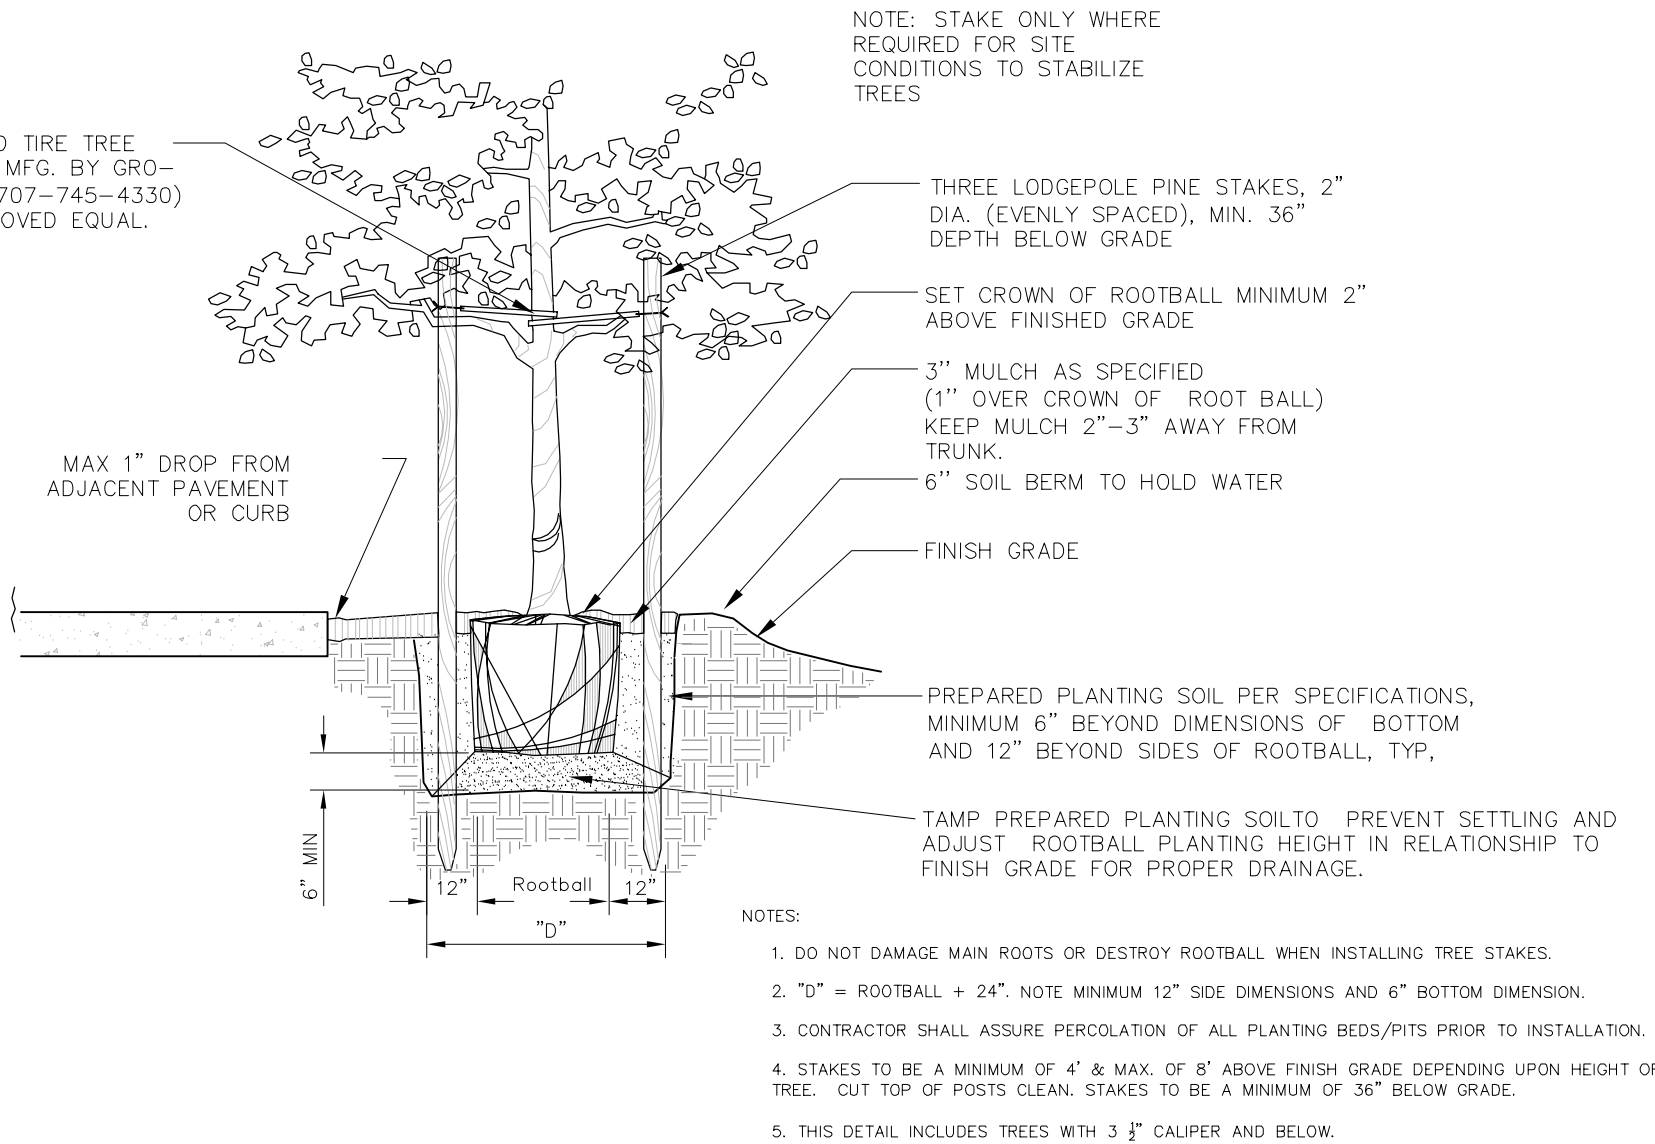 NOTE: STAKE ONLY WHERE
REQUIRED FOR SITE
CONDITIONS TO STABILIZE
TREES
TIRE TREE
MFG. BY GRO-
707-745-4330)
OVED EQUAL.
THREE LODGEPOLE PINE STAKES, 2”
DIA. (EVENLY SPACED), MIN. 36”
DEPTH BELOW GRADE
SET CROWN OF ROOTBALL MINIMUM 2”
ABOVE FINISHED GRADE
3’’ MULCH AS SPECIFIED
(1’’ OVER CROWN OF ROOT BALL)
KEEP MULCH 2”-3” AWAY FROM
TRUNK.
6’’ SOIL BERM TO HOLD WATER
FINISH GRADE
MAX 1” DROP FROM
ADJACENT PAVEMENT
OR CURB
PREPARED PLANTING SOIL PER SPECIFICATIONS,
MINIMUM 6” BEYOND DIMENSIONS OF BOTTOM
AND 12” BEYOND SIDES OF ROOTBALL, TYP,
TAMP PREPARED PLANTING SOILTO PREVENT SETTLING AND
ADJUST ROOTBALL PLANTING HEIGHT IN RELATIONSHIP TO
FINISH GRADE FOR PROPER DRAINAGE.
6” MIN
12” Rootball 12”
”D”
NOTES:
1. DO NOT DAMAGE MAIN ROOTS OR DESTROY ROOTBALL WHEN INSTALLING TREE STAKES.
2. ”D” = ROOTBALL + 24”. NOTE MINIMUM 12” SIDE DIMENSIONS AND 6” BOTTOM DIMENSION.
3. CONTRACTOR SHALL ASSURE PERCOLATION OF ALL PLANTING BEDS/PITS PRIOR TO INSTALLATION.
4. STAKES TO BE A MINIMUM OF 4’ & MAX. OF 8’ ABOVE FINISH GRADE DEPENDING UPON HEIGHT OF
TREE. CUT TOP OF POSTS CLEAN. STAKES TO BE A MINIMUM OF 36” BELOW GRADE.
5. THIS DETAIL INCLUDES TREES WITH 3 ½” CALIPER AND BELOW.